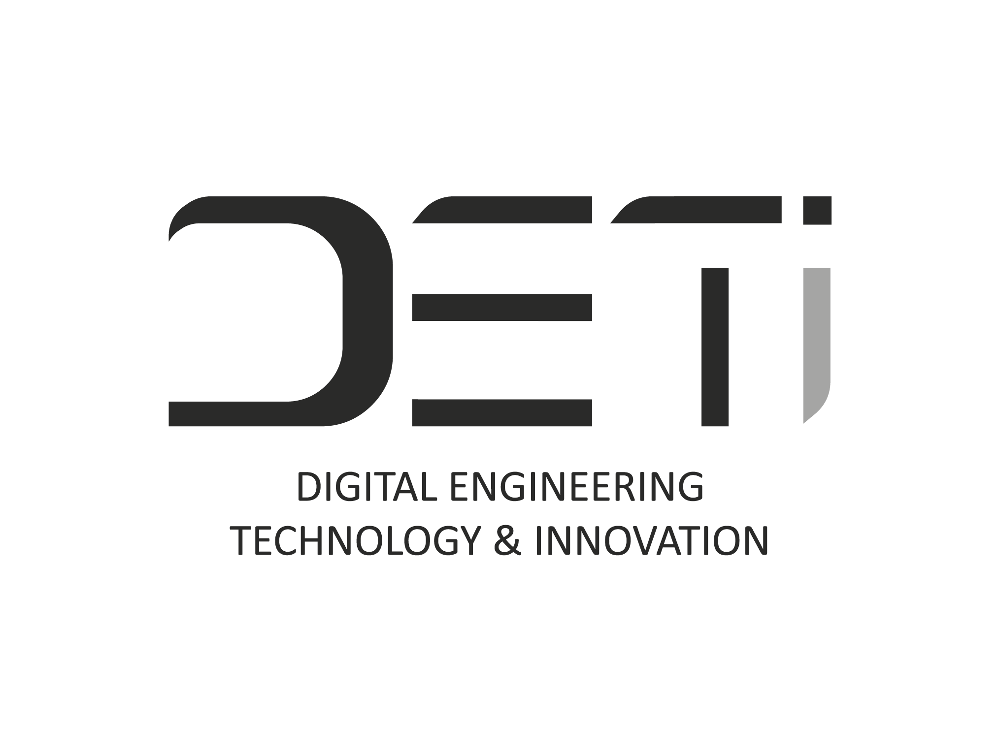 DETi
DIGITAL ENGINEERING
TECHNOLOGY & INNOVATION